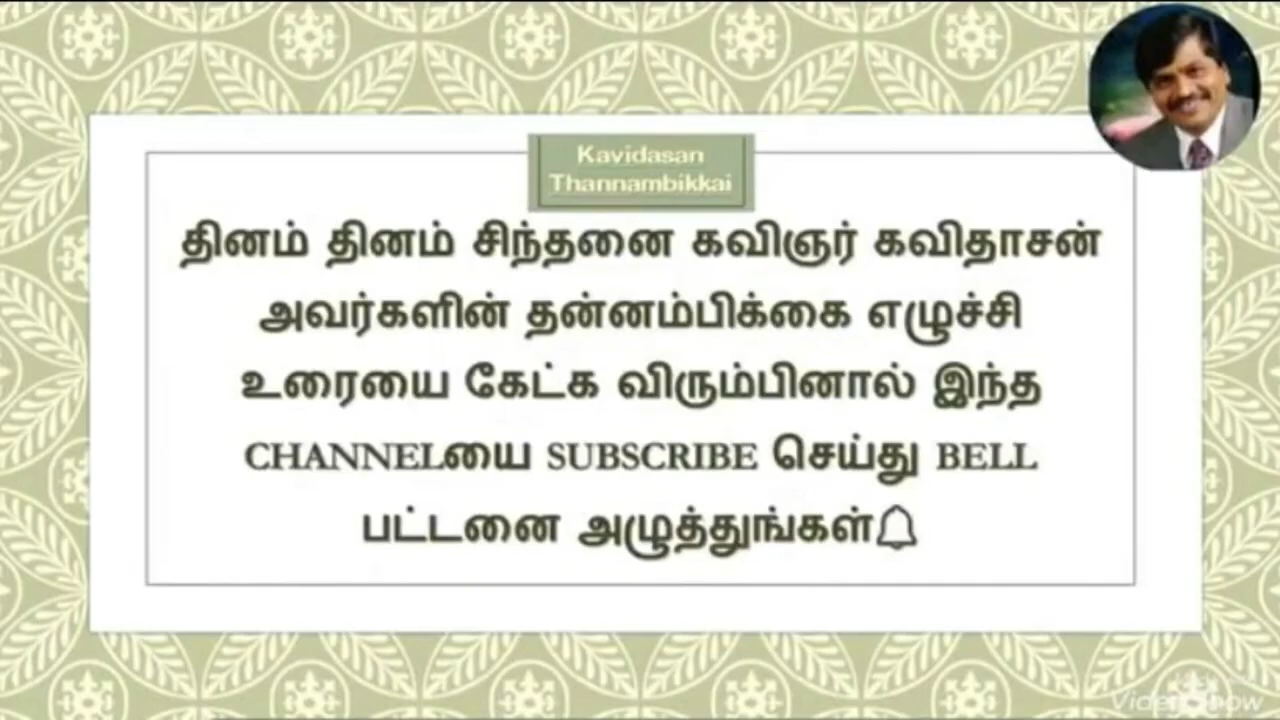 Kavidasan
Thannambikkai
தினம் தினம் சிந்தனை கவிஞர் கவிதாசன்
அவர்களின் தன்னம்பிக்கை எழுச்சி
உரையை கேட்க விரும்பினால் இந்த
CHANNELயை SUBSCRIBE செய்து BELL
பட்டனை அழுத்துங்கள்🔔